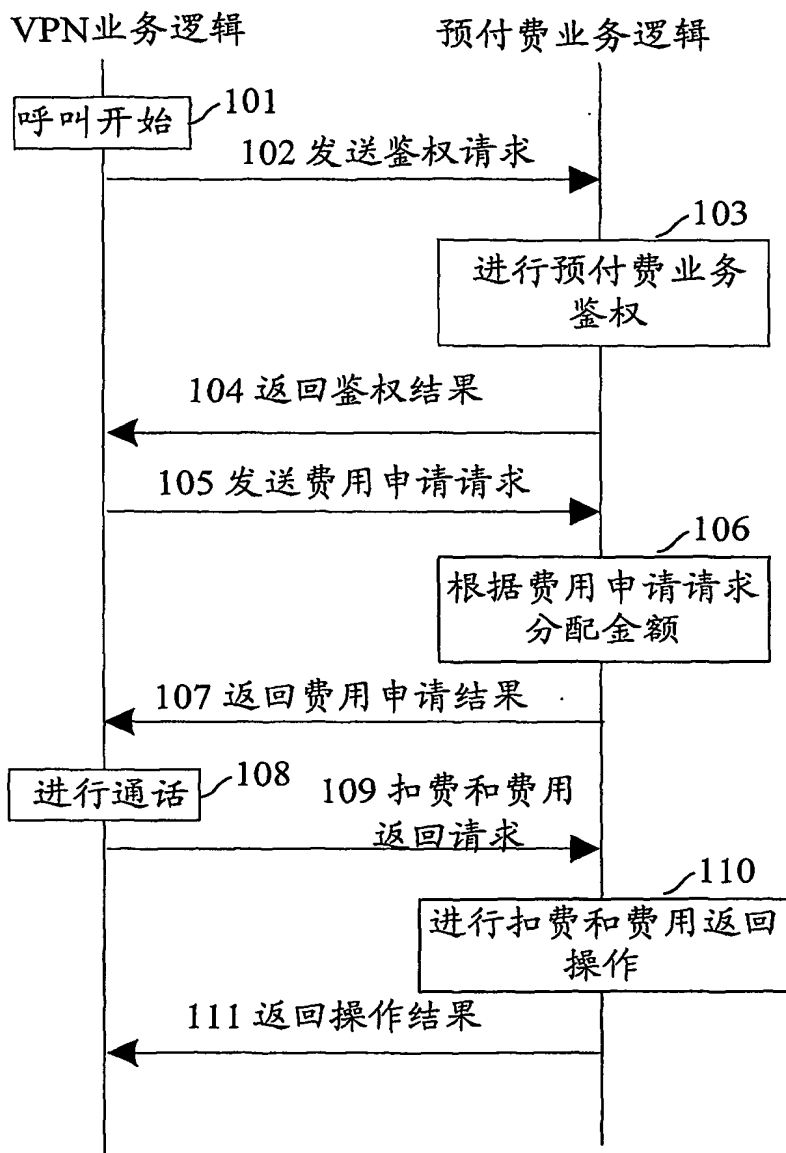 VPN业务逻辑
预付费业务逻辑
呼叫开始
101
102 发送鉴权请求
103
进行预付费业务
鉴权
104 返回鉴权结果
105 发送费用申请请求
106
根据费用申请请求
分配金额
107 返回费用申请结果
进行通话
108
109 扣费和费用
返回请求
110
进行扣费和费用返回
操作
111 返回操作结果